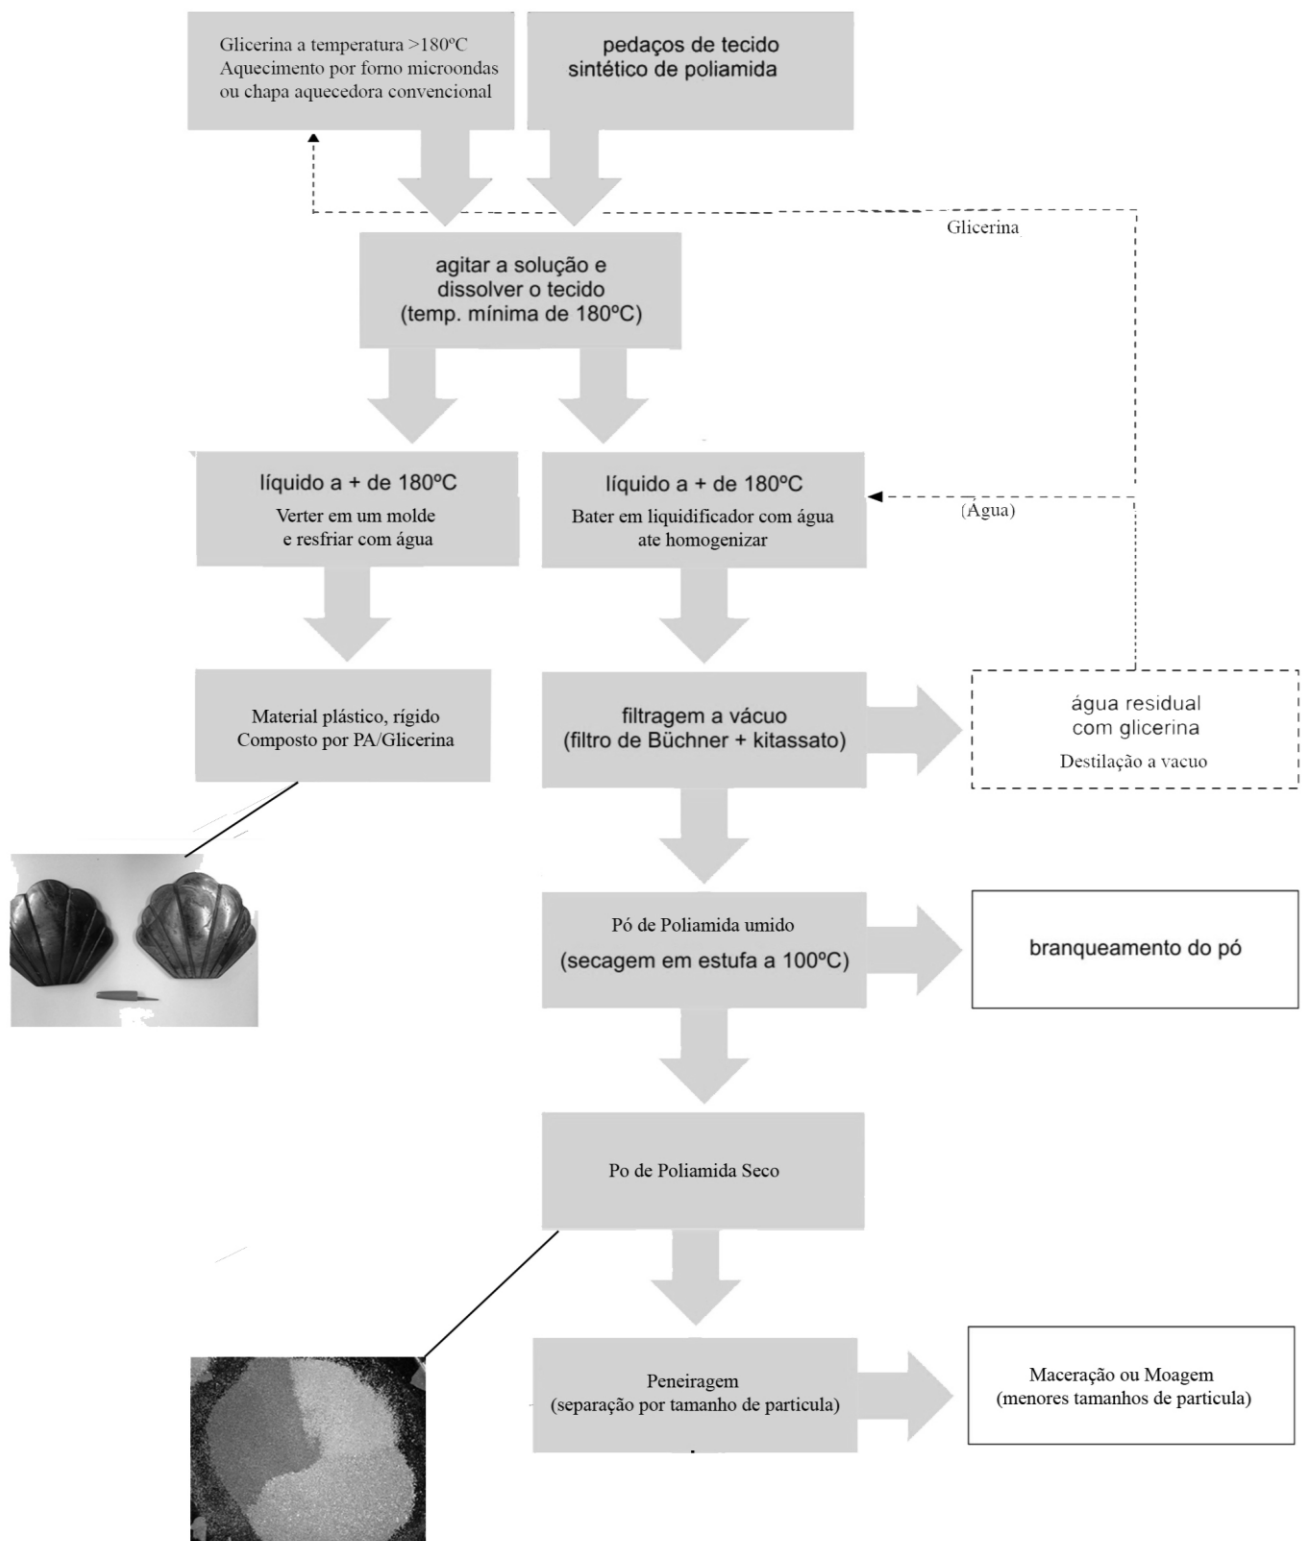 Glicerina a temperatura >180ºC
Aquecimento por forno microondas
ou chapa aquecedora convencional
pedaços de tecido
sintético de poliamida
Glicerina
agitar a solução e
dissolver o tecido
(temp. mínima de 180ºC)
líquido a + de 180ºC
Verter em um molde
e resfriar com água
líquido a + de 180ºC
Bater em liquidificador com água
ate homogenizar
(Água)
Material plástico, rígido
Composto por PA/Glicerina
filtragem a vácuo
(filtro de Büchner + kitassato)
água residual
com glicerina
Destilação a vacuo
Pó de Poliamida umido
(secagem em estufa a 100ºC)
branqueamento do pó
Po de Poliamida Seco
Peneiragem
(separação por tamanho de particula)
Maceração ou Moagem
(menores tamanhos de particula)